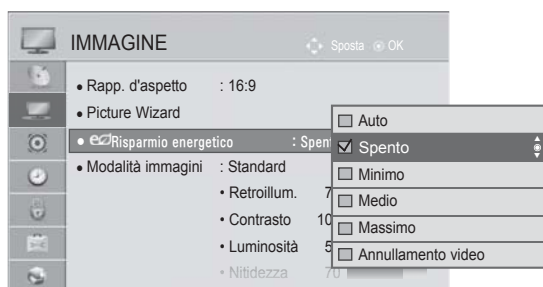 IMMAGINE
Sposta OK
• Rapp. d'aspetto : 16:9
• Picture Wizard
• Risparmio energetico : Spento
• Modalità immagini : Standard
• Retroillum. 7
• Contrasto 10
• Luminosità 5
• Nitidezza 70
Auto
Spento
Minimo
Medio
Massimo
Annullamento video